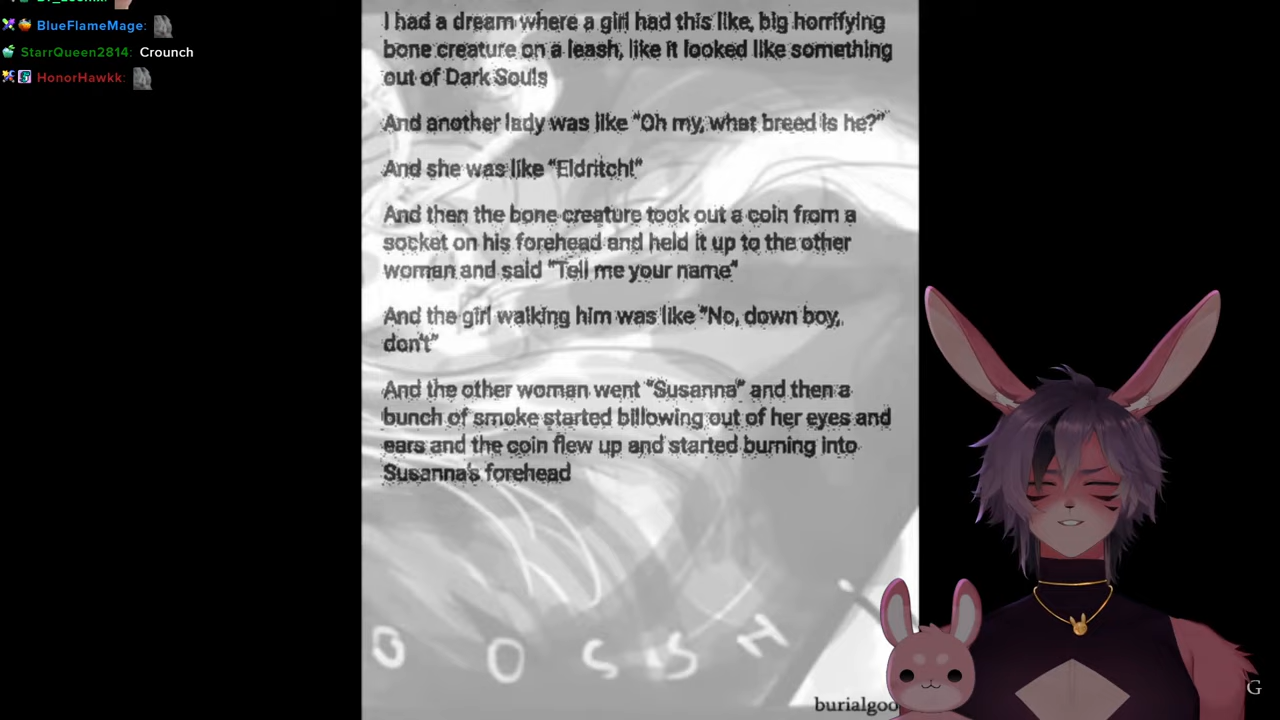 BlueFlameMage:
StarrQueen2814: Crounch
HonorHawkk:
I had a dream where a girl had this like, big horrifying
bone creature on a leash, like it looked like something
out of Dark Souls
And another lady was like "Oh my, what breed is he?"
And she was like "Eldritch!"
And then the bone creature took out a coin from a
socket on his forehead and held it up to the other
woman and said "Tell me your name"
And the girl walking him was like "No, down boy,
don't"
And the other woman went "Susanna" and then a
bunch of smoke started billowing out of her eyes and
ears and the coin flew up and started burning into
Susanna's forehead
burialgoo
G